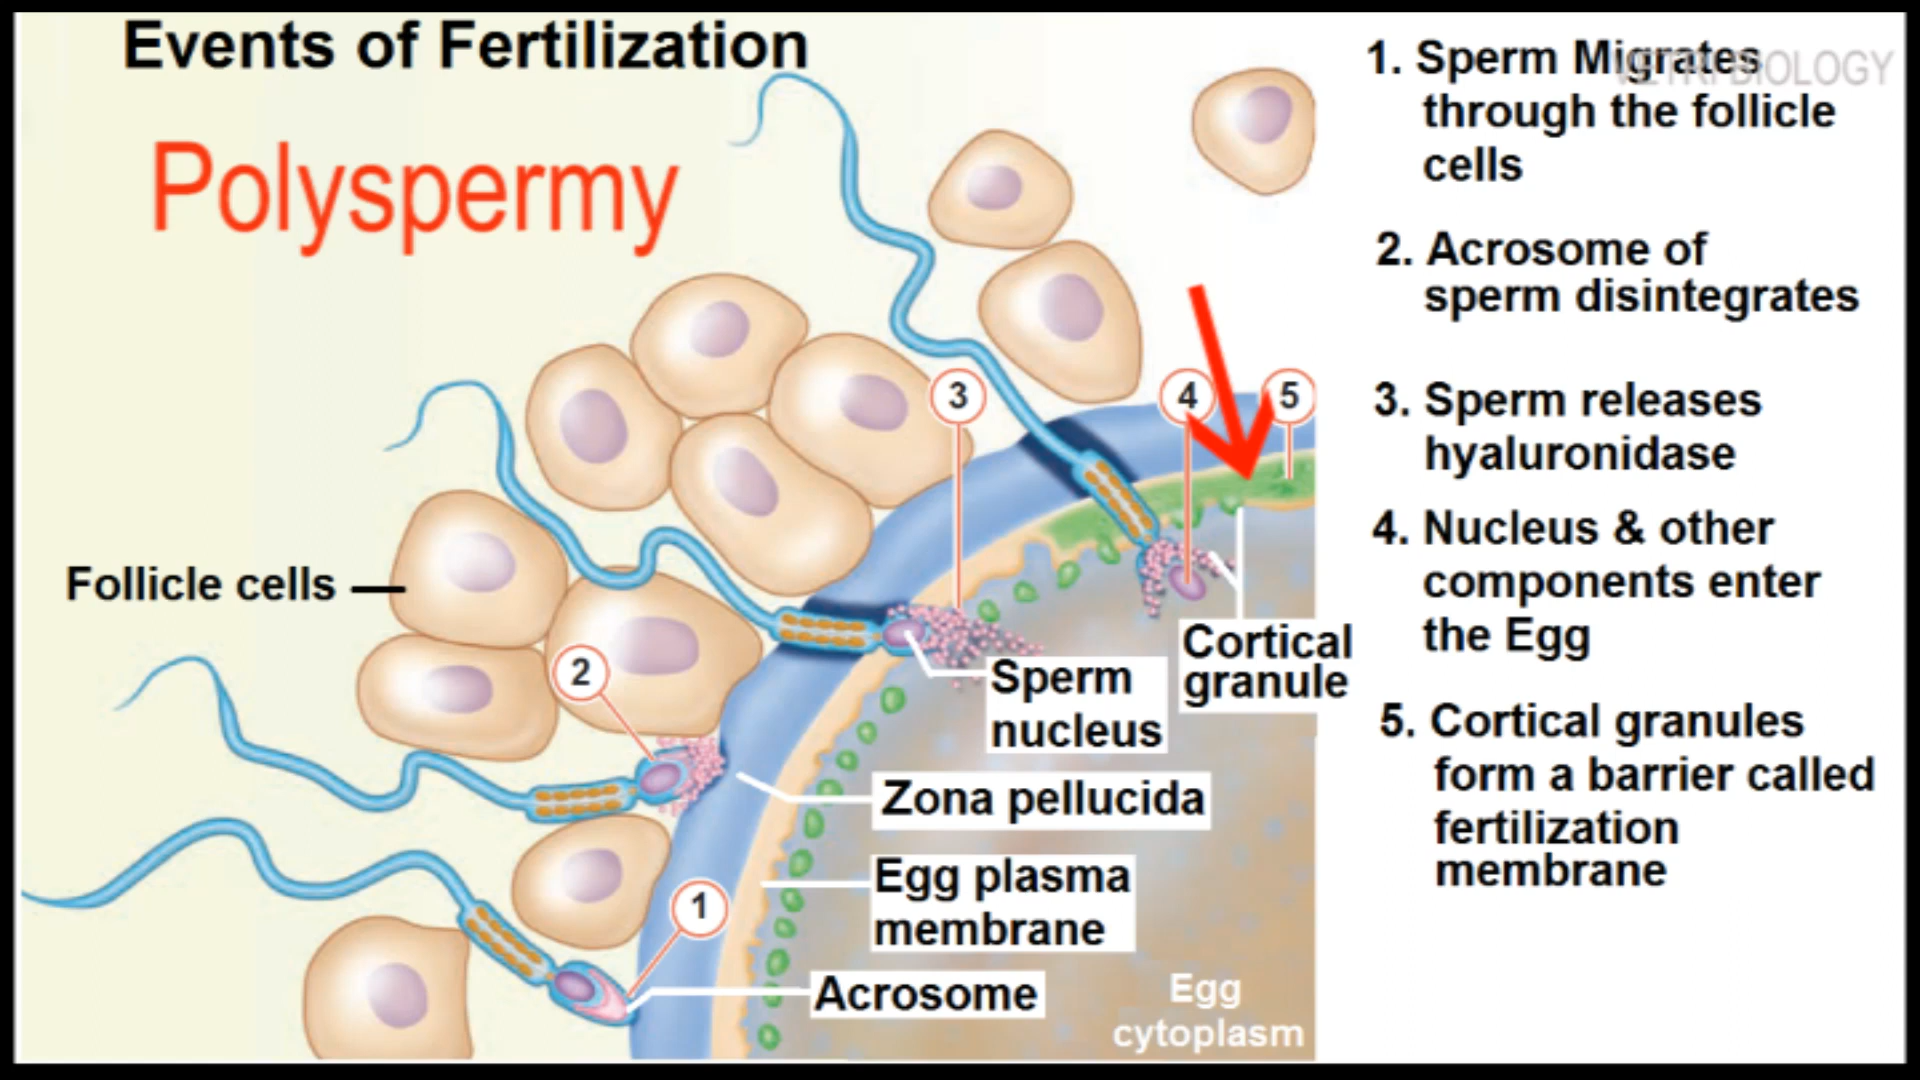 Events of Fertilization
Polyspermy
VETRI BIOLOGY
1. Sperm Migrates
through the follicle
cells
2. Acrosome of
sperm disintegrates
3. Sperm releases
hyaluronidase
4. Nucleus & other
components enter
the Egg
5. Cortical granules
form a barrier called
fertilization
membrane
3
4
5
Follicle cells
2
Cortical
granule
Sperm
nucleus
Zona pellucida
1
Egg plasma
membrane
Acrosome
Egg
cytoplasm